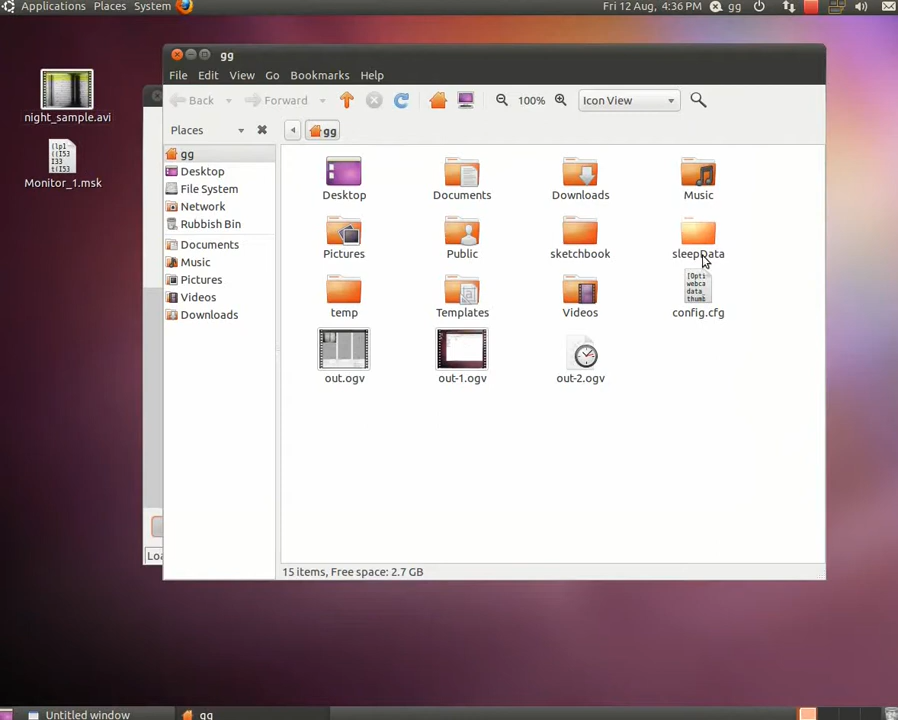 Applications Places System Fri 12 Aug, 4:36 PM gg
night_sample.avi
Monitor_1.msk
gg
File Edit View Go Bookmarks Help
Back Forward 100% Icon View
Places gg
gg
Desktop
File System
Network
Rubbish Bin
Documents
Music
Pictures
Videos
Downloads
Desktop Documents Downloads Music
Pictures Public sketchbook sleepData
temp Templates Videos config.cfg
out.ogv out-1.ogv out-2.ogv
15 items, Free space: 2.7 GB
Loa
Untitled window gg